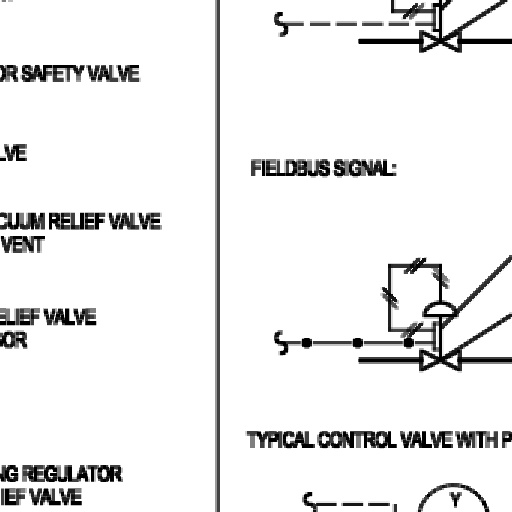 OR SAFETY VALVE
LVE
CUUM RELIEF VALVE
VENT
ELIEF VALVE
SOR
NG REGULATOR
IEF VALVE
FIELDBUS SIGNAL:
TYPICAL CONTROL VALVE WITH P
Y